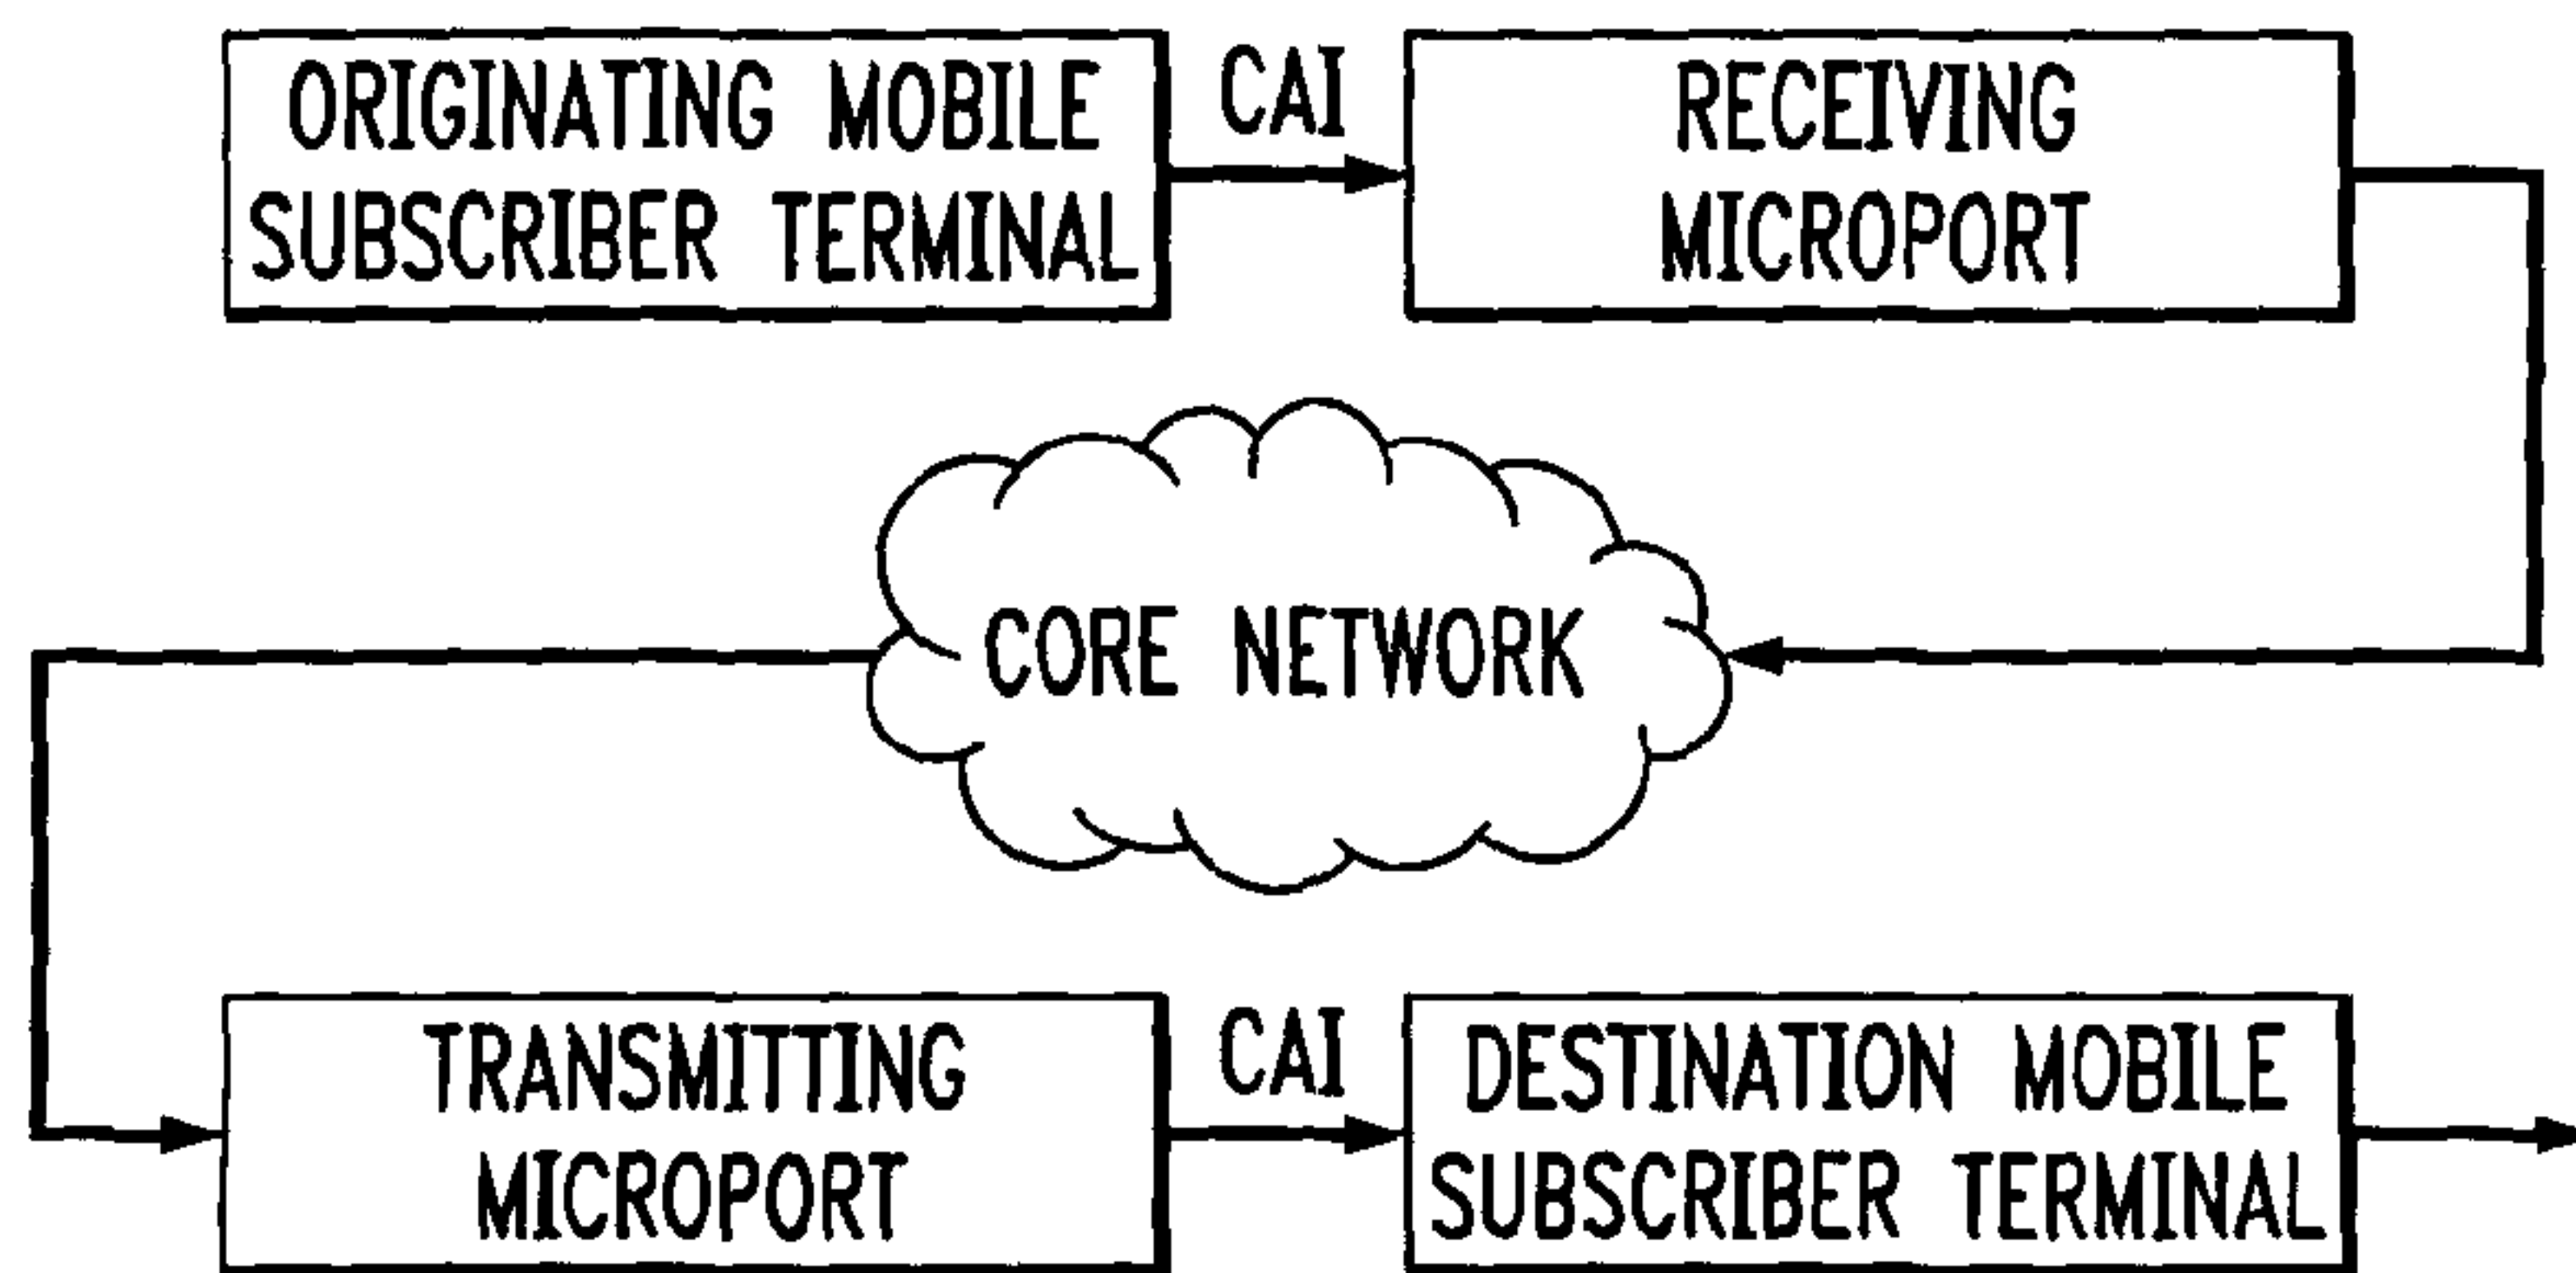 ORIGINATING MOBILE
SUBSCRIBER TERMINAL
CAI
RECEIVING
MICROPORT
CORE NETWORK
TRANSMITTING
MICROPORT
CAI
DESTINATION MOBILE
SUBSCRIBER TERMINAL